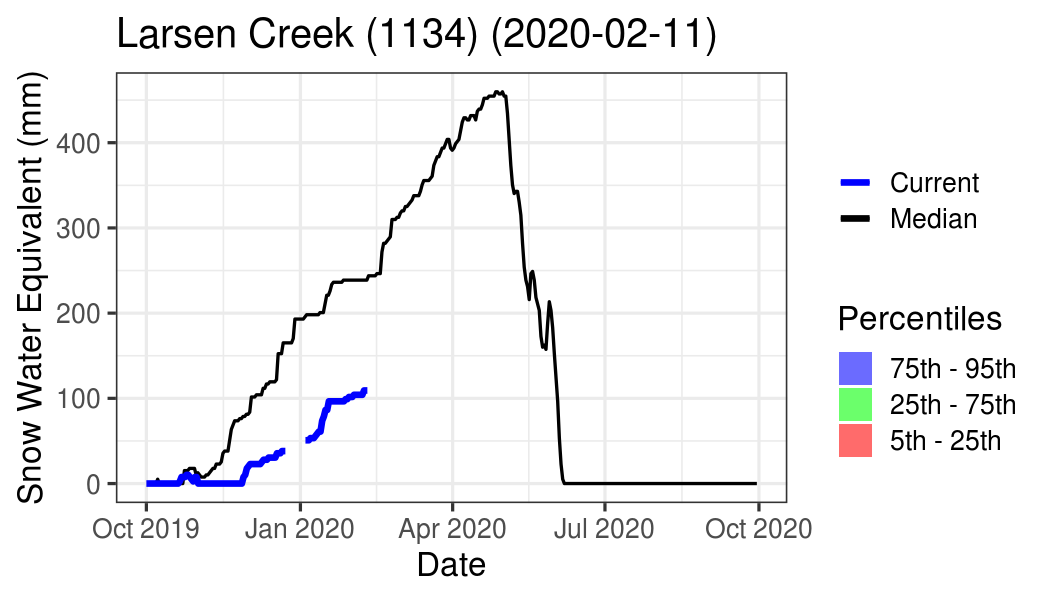 Larsen Creek (1134) (2020-02-11)
Snow Water Equivalent (mm)
400
300
200
100
0
Oct 2019
Jan 2020
Apr 2020
Jul 2020
Oct 2020
Date
Current
Median
Percentiles
75th - 95th
25th - 75th
5th - 25th